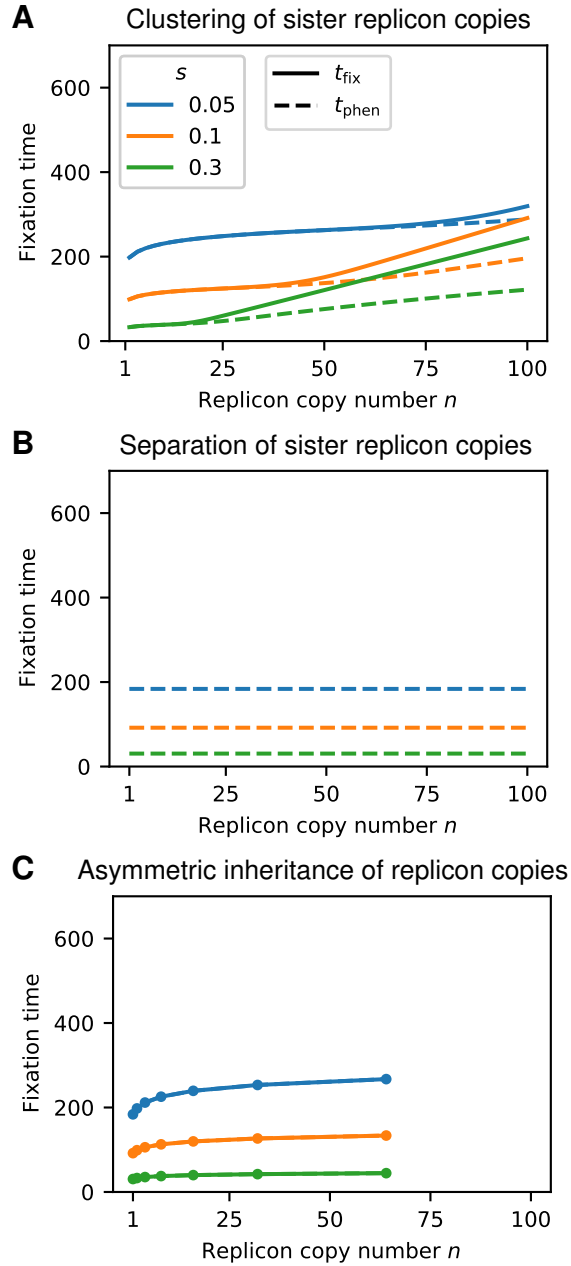 A
Clustering of sister replicon copies
600
400
200
0
Fixation time
s
0.05
0.1
0.3
t_fix
t_phen
1
25
50
75
100
Replicon copy number n
B
Separation of sister replicon copies
600
400
200
0
Fixation time
1
25
50
75
100
Replicon copy number n
C
Asymmetric inheritance of replicon copies
600
400
200
0
Fixation time
1
25
50
75
100
Replicon copy number n